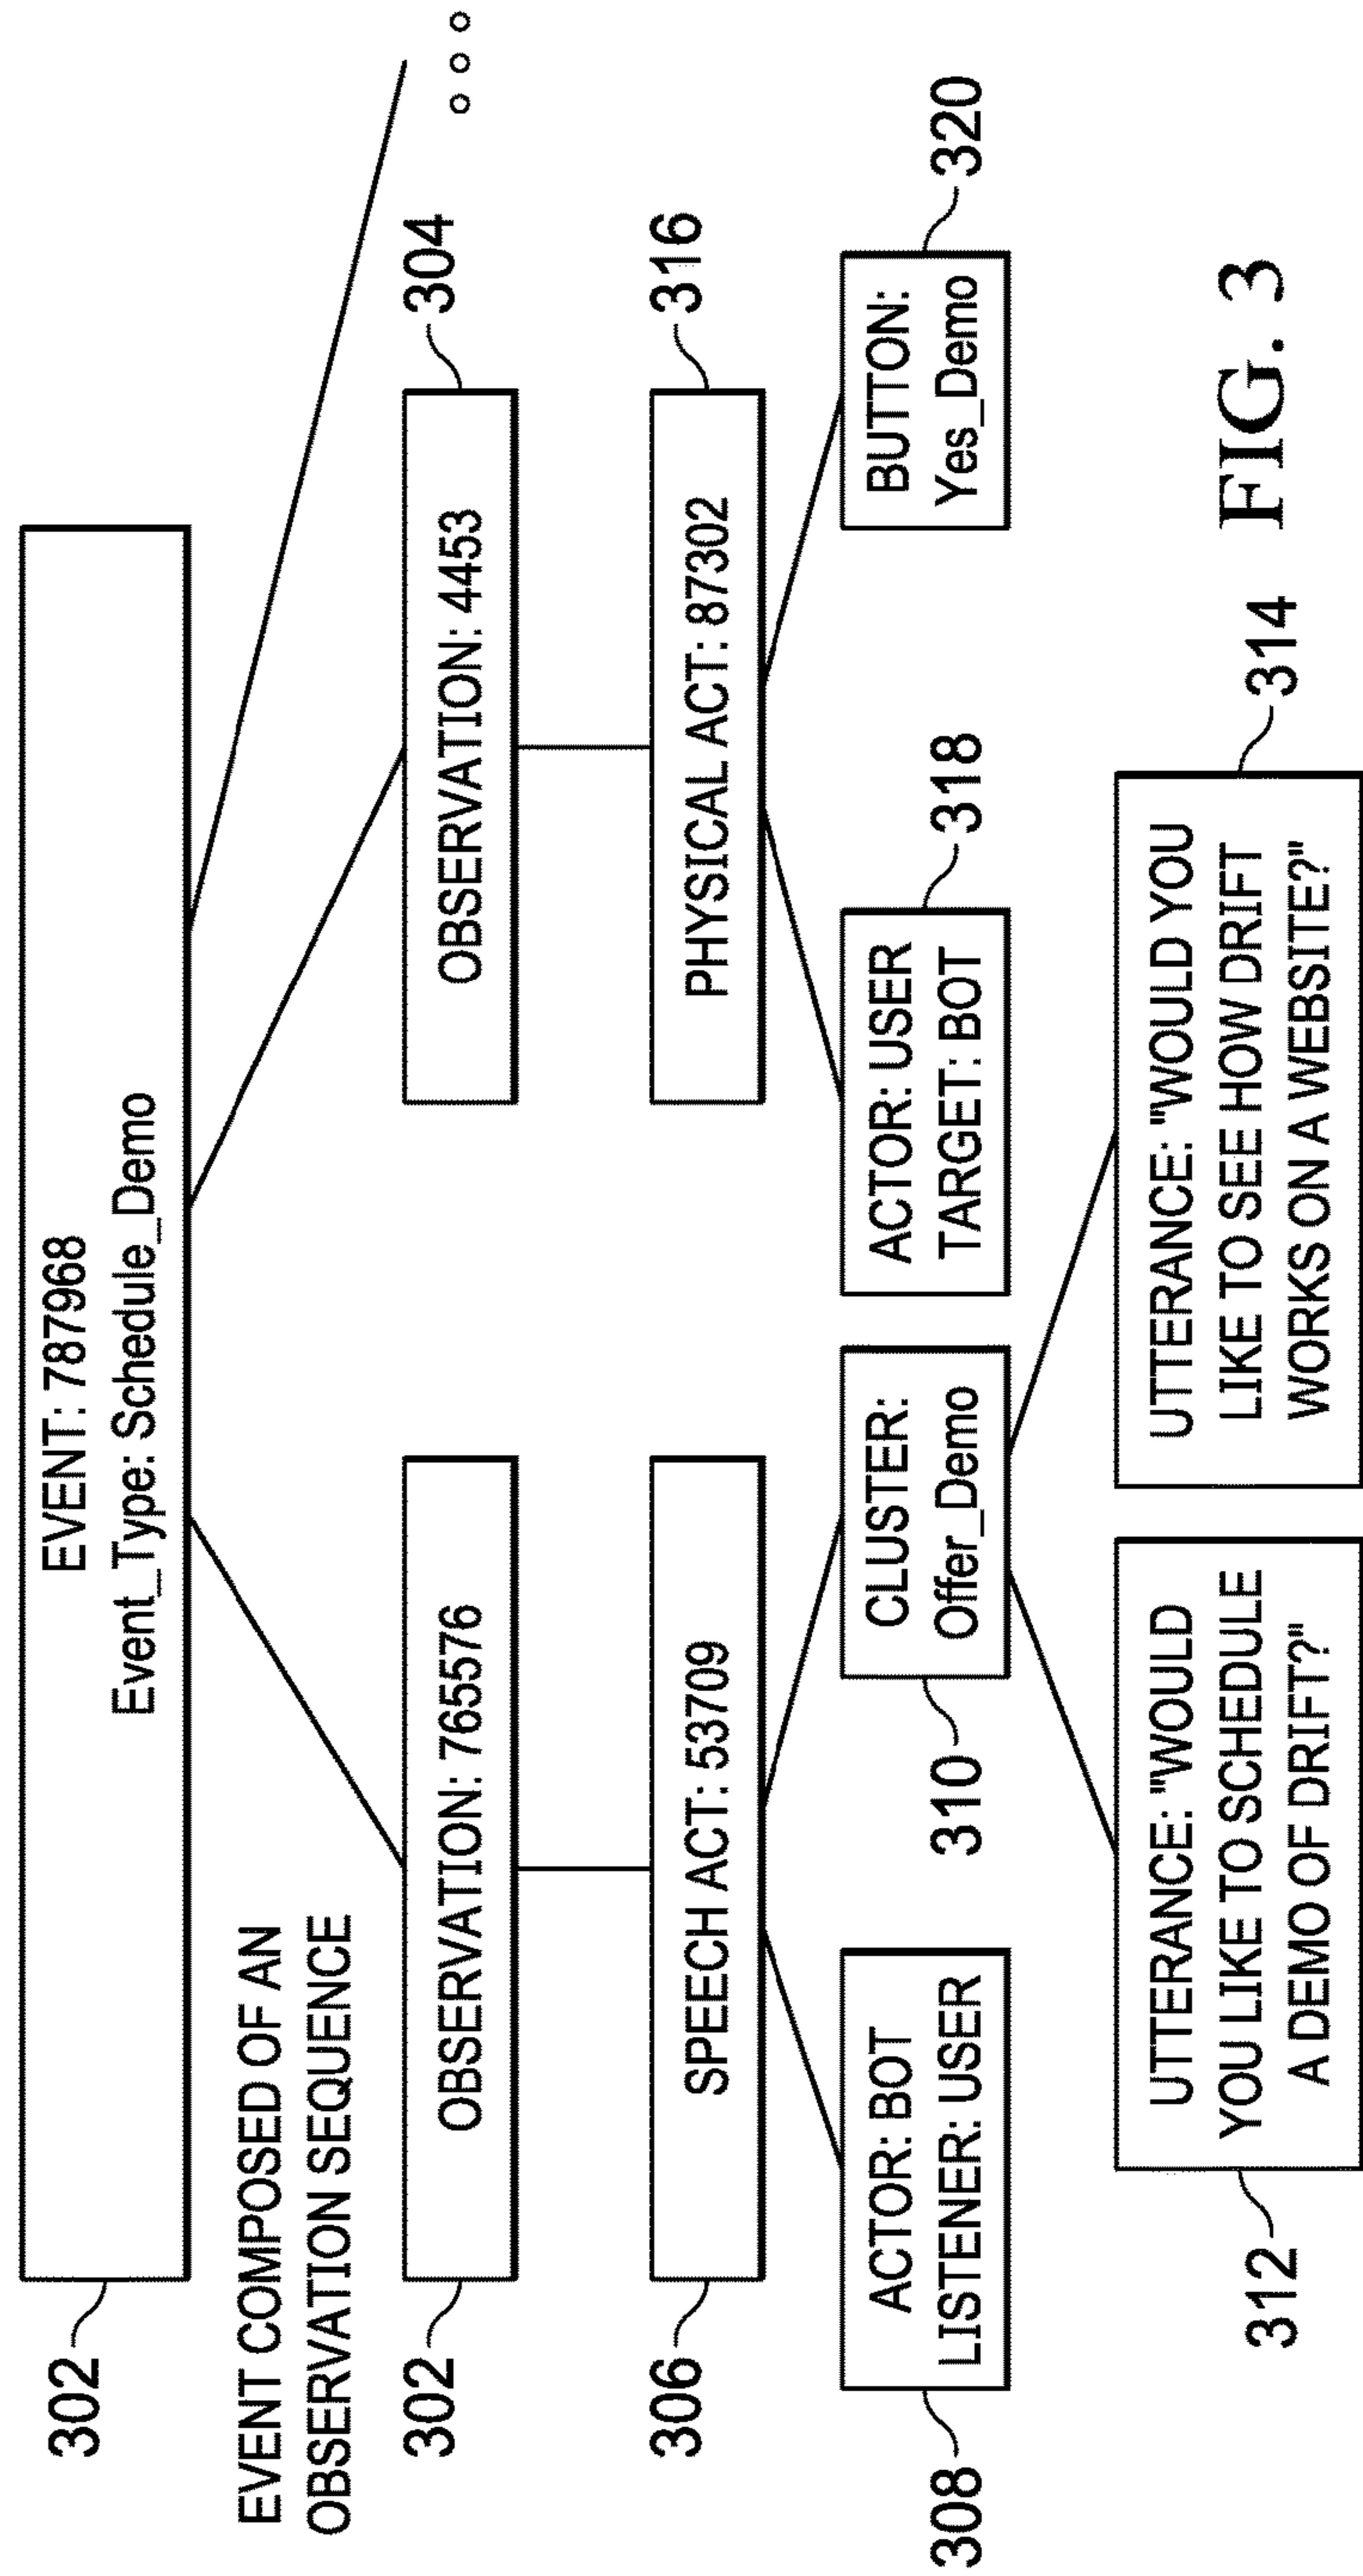 302
EVENT: 787968
Event_Type: Schedule_Demo
EVENT COMPOSED OF AN
OBSERVATION SEQUENCE
302
OBSERVATION: 765576
OBSERVATION: 4453
304
306
SPEECH ACT: 53709
PHYSICAL ACT: 87302
316
308
ACTOR: BOT
LISTENER: USER
310
CLUSTER:
Offer_Demo
ACTOR: USER
TARGET: BOT
318
BUTTON:
Yes_Demo
320
312
UTTERANCE: "WOULD
YOU LIKE TO SCHEDULE
A DEMO OF DRIFT?"
UTTERANCE: "WOULD YOU
LIKE TO SEE HOW DRIFT
WORKS ON A WEBSITE?"
314
FIG. 3